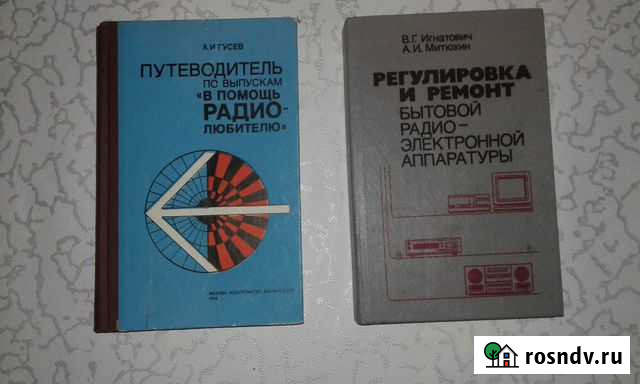 А.И ГУСЕВ
ПУТЕВОДИТЕЛЬ
ПО ВЫПУСКАМ
«В ПОМОЩЬ
РАДИО-
ЛЮБИТЕЛЮ»
В.Г. Игнатович
А.И. Митюхин
РЕГУЛИРОВКА
И РЕМОНТ
БЫТОВОЙ
РАДИО-
ЭЛЕКТРОННОЙ
АППАРАТУРЫ
rosndv.ru